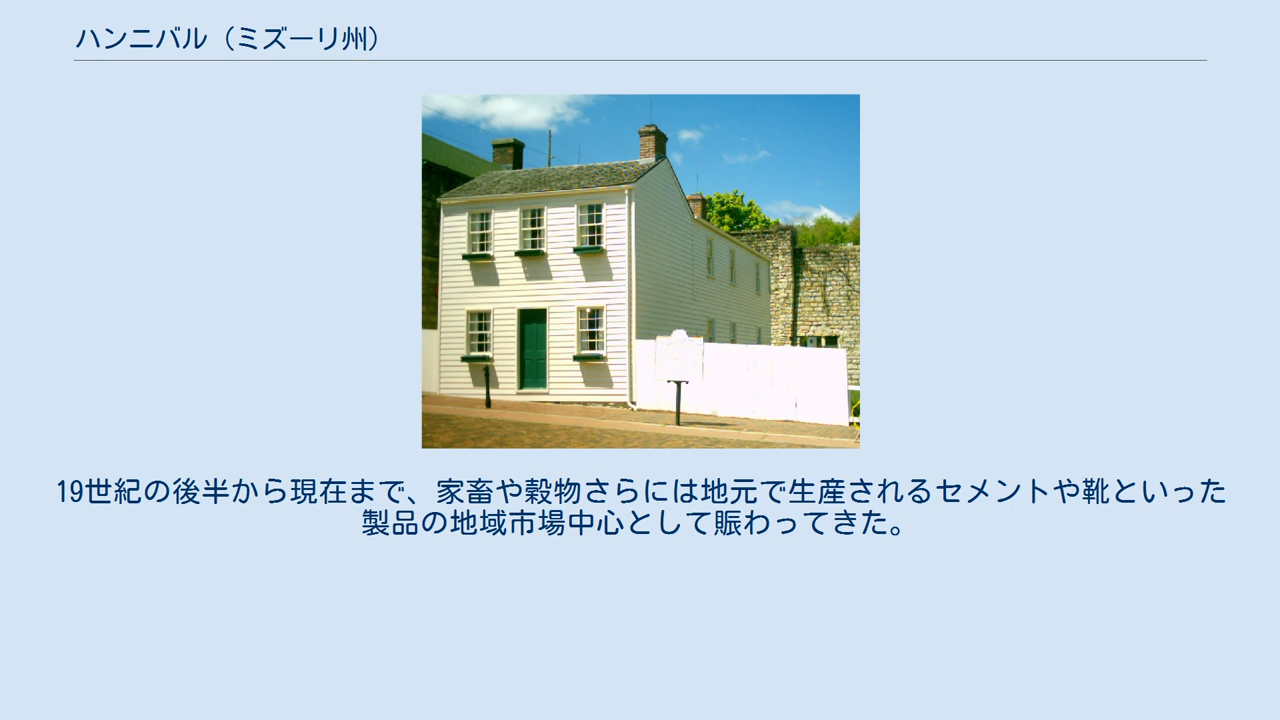 ハンニバル（ミズーリ州）
19世紀の後半から現在まで、家畜や穀物さらには地元で生産されるセメントや靴といった
製品の地域市場中心として賑わってきた。